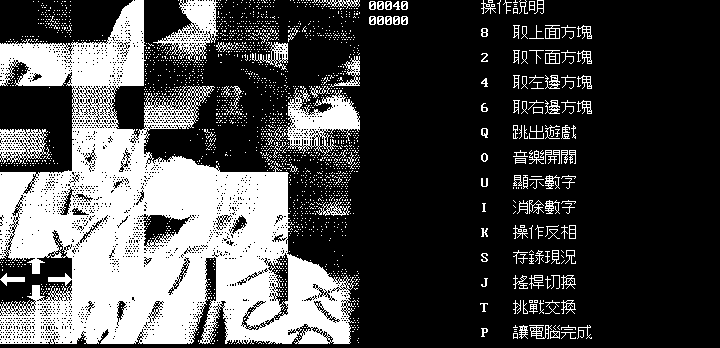 00040
00000
操作說明
8 取上面方塊
2 取下面方塊
4 取左邊方塊
6 取右邊方塊
Q 跳出遊戲
O 音樂開關
U 顯示數字
I 消除數字
K 操作反相
S 存錄現況
J 搖桿切換
T 挑戰交換
P 讓電腦完成